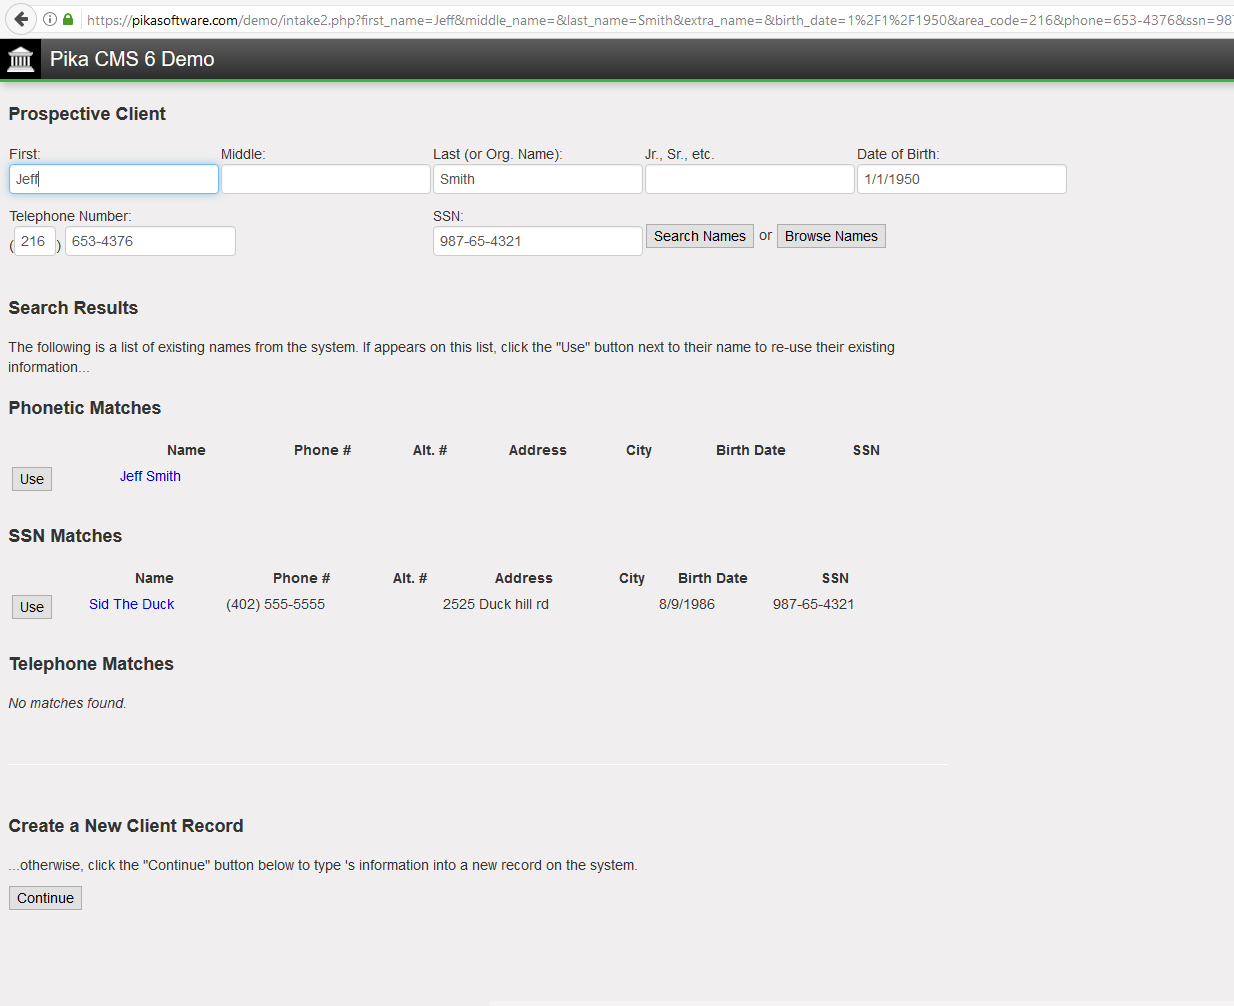 https://pikasoftware.com/demo/intake2.php?first_name=Jeff&middle_name=&last_name=Smith&extra_name=&birth_date=1%2F1%2F1950&area_code=216&phone=653-4376&ssn=987
Pika CMS 6 Demo
Prospective Client
First: Middle: Last (or Org. Name): Jr., Sr., etc. Date of Birth:
Jeff Smith 1/1/1950
Telephone Number: SSN:
(216) 653-4376 987-65-4321 Search Names or Browse Names
Search Results
The following is a list of existing names from the system. If appears on this list, click the "Use" button next to their name to re-use their existing
information...
Phonetic Matches
Name Phone # Alt. # Address City Birth Date SSN
Use Jeff Smith
SSN Matches
Name Phone # Alt. # Address City Birth Date SSN
Use Sid The Duck (402) 555-5555 2525 Duck hill rd 8/9/1986 987-65-4321
Telephone Matches
No matches found.
Create a New Client Record
...otherwise, click the "Continue" button below to type 's information into a new record on the system.
Continue